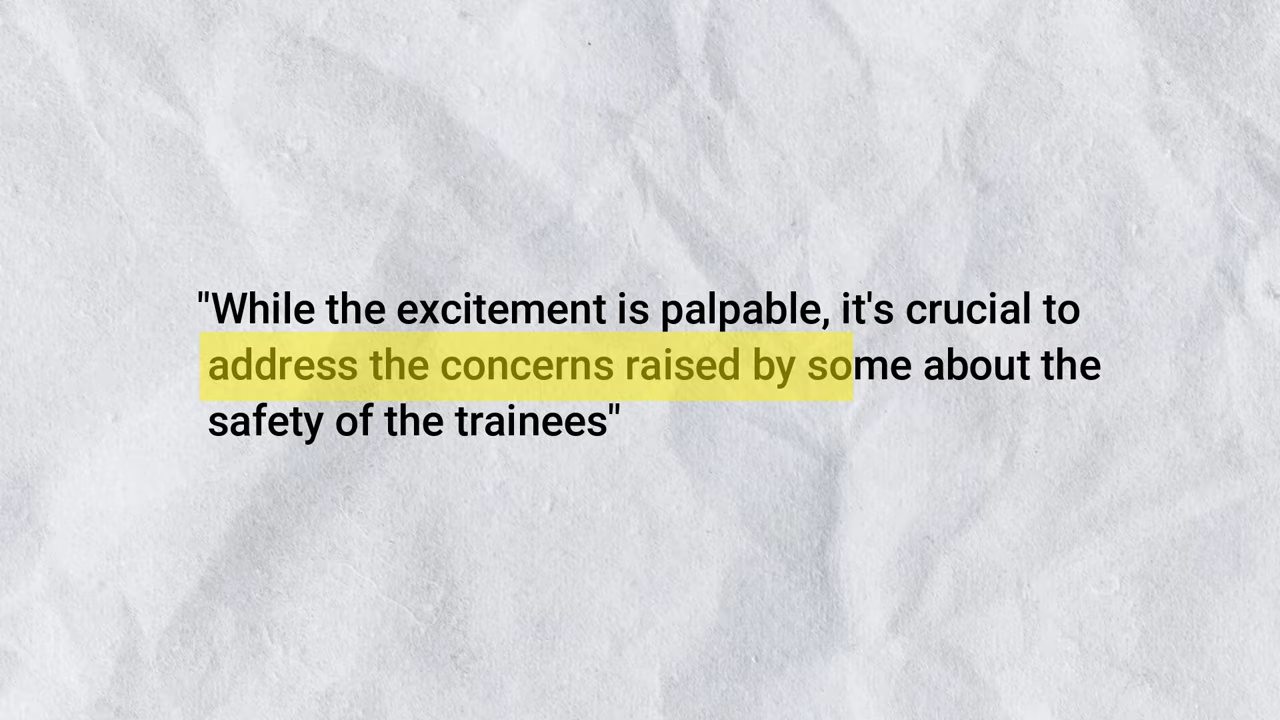 "While the excitement is palpable, it's crucial to
address the concerns raised by some about the
safety of the trainees"